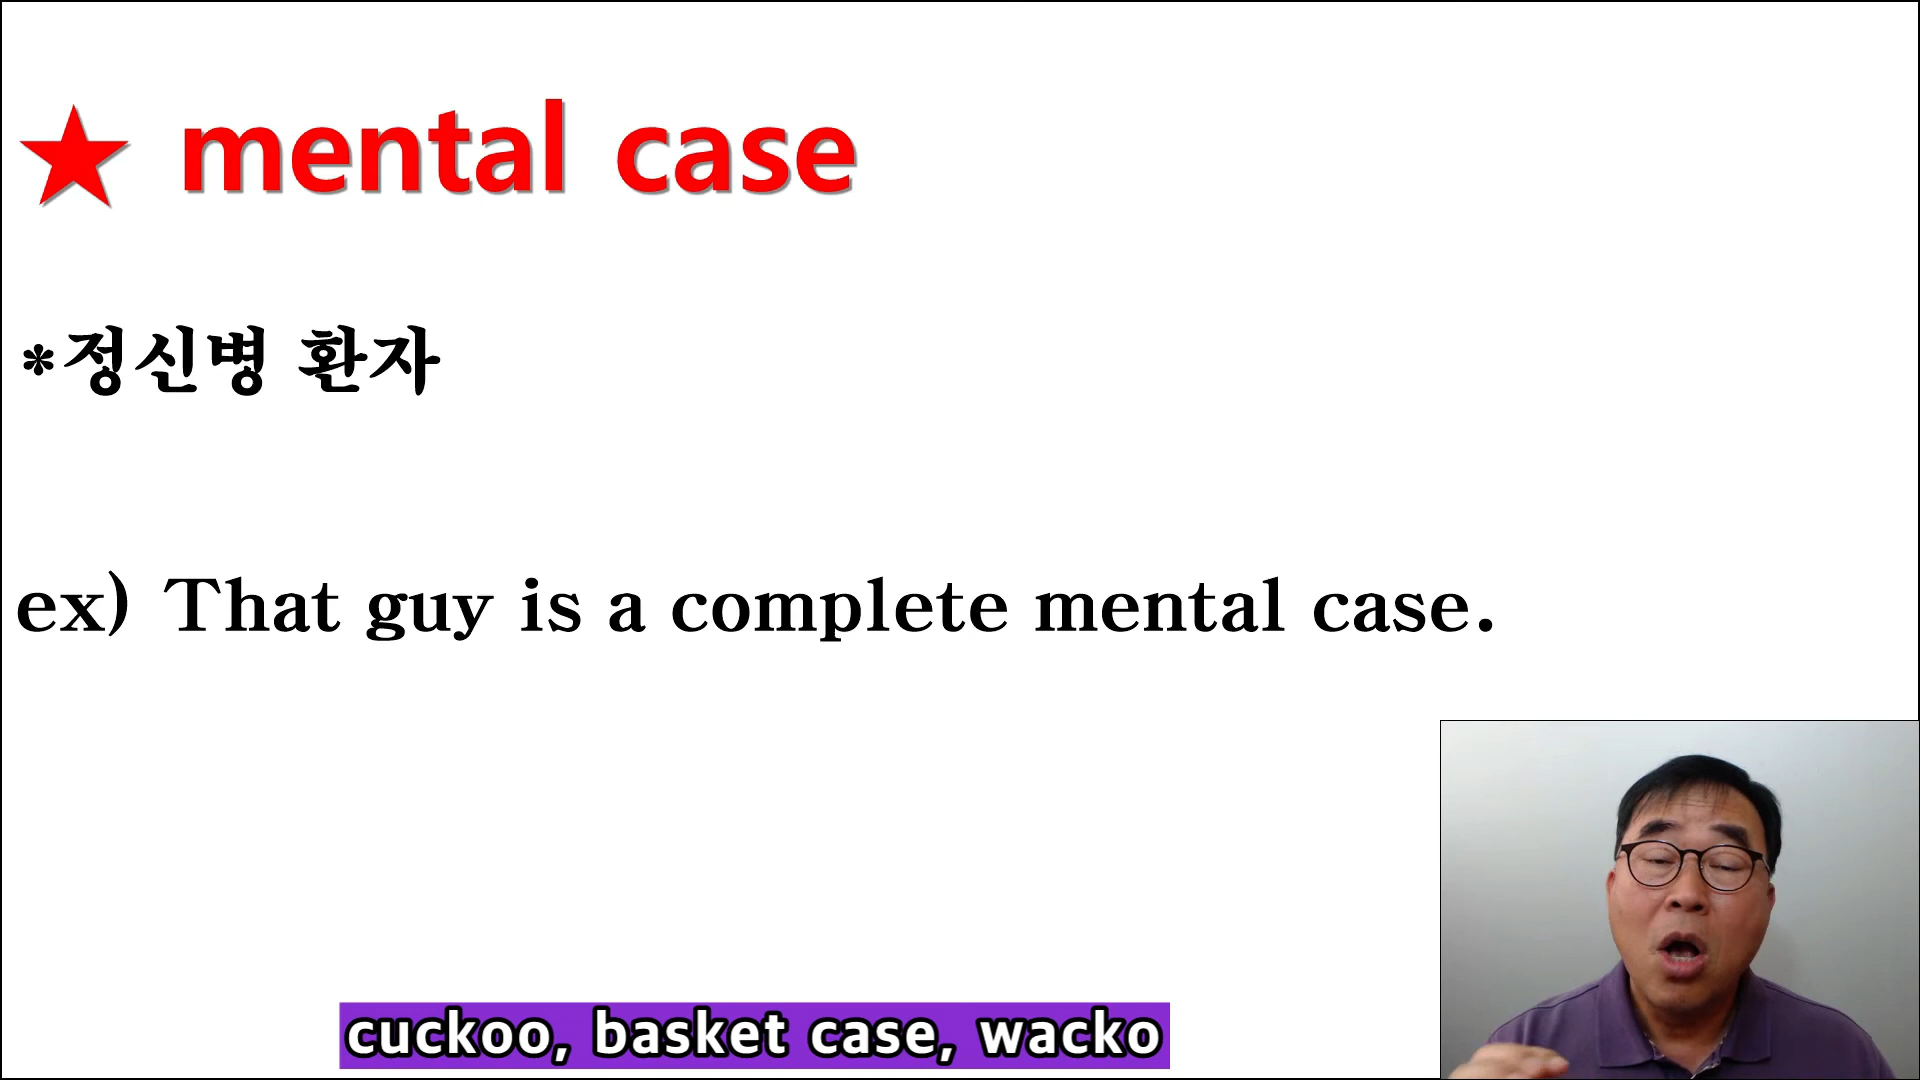 ★ mental case
*정신병 환자
ex) That guy is a complete mental case.
cuckoo, basket case, wacko